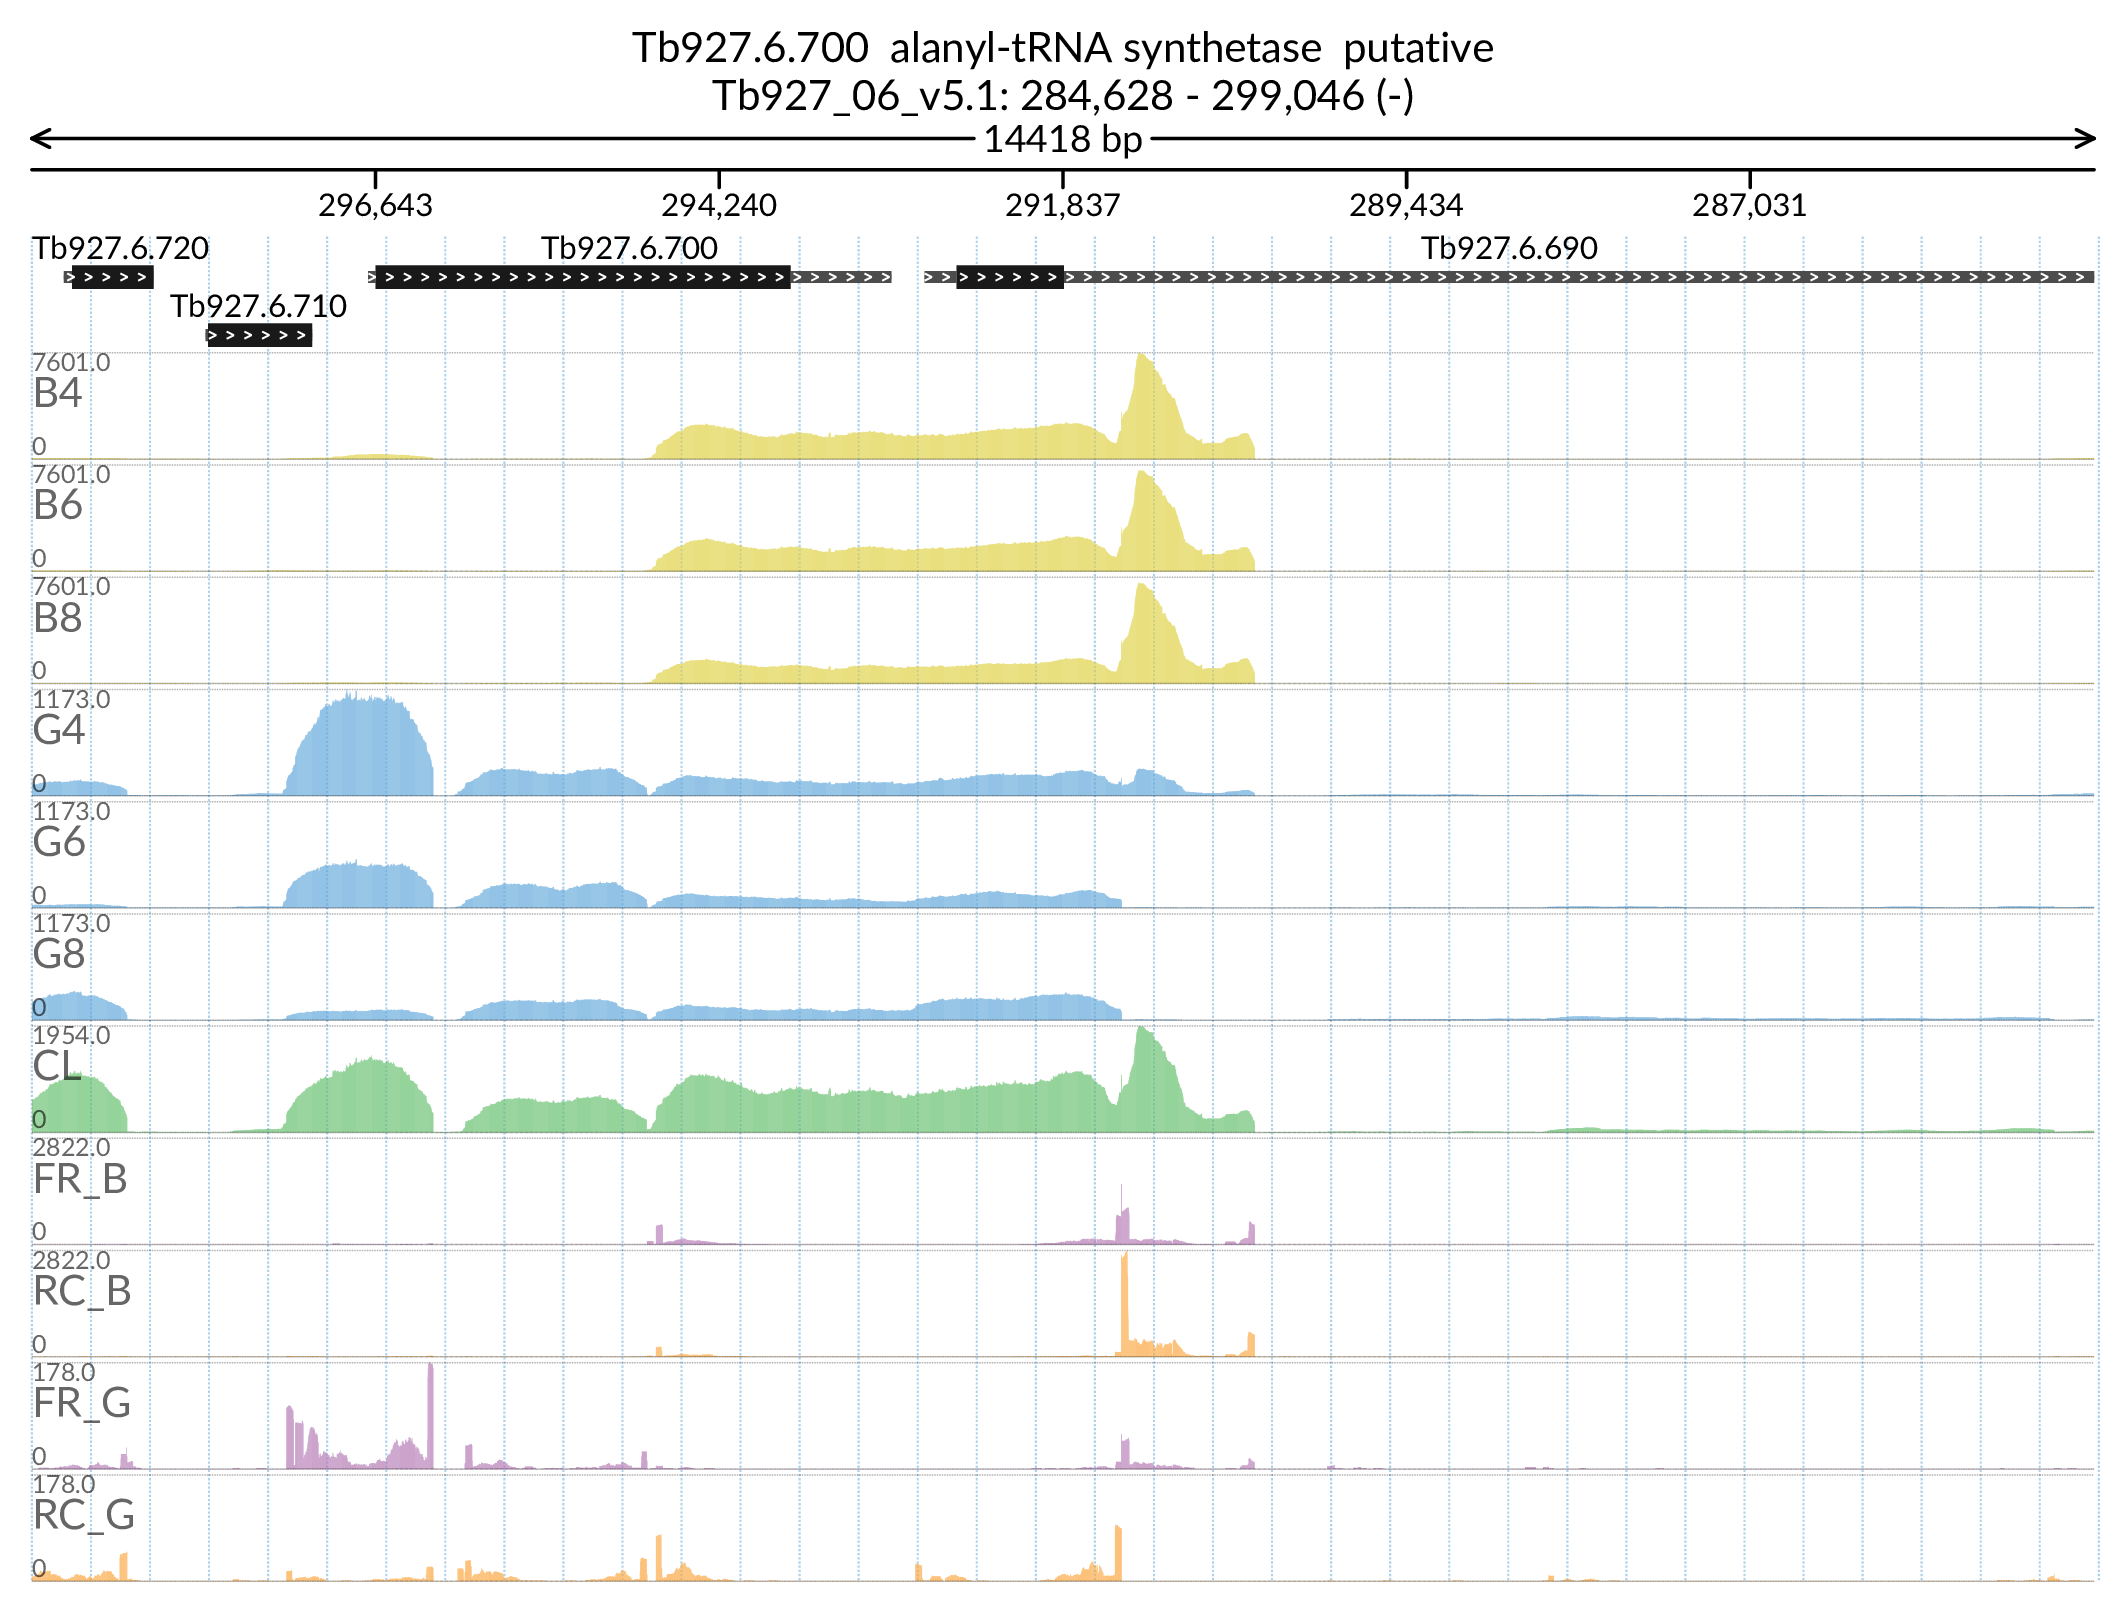 Tb927.6.700  alanyl-tRNA synthetase  putative
Tb927_06_v5.1: 284,628 - 299,046 (-)
14418 bp
296,643 294,240 291,837 289,434 287,031
Tb927.6.720 Tb927.6.700 Tb927.6.690
Tb927.6.710
7601.0
B4
0
7601.0
B6
0
7601.0
B8
0
1173.0
G4
0
1173.0
G6
0
1173.0
G8
0
1954.0
CL
0
2822.0
FR_B
0
2822.0
RC_B
0
178.0
FR_G
0
178.0
RC_G
0